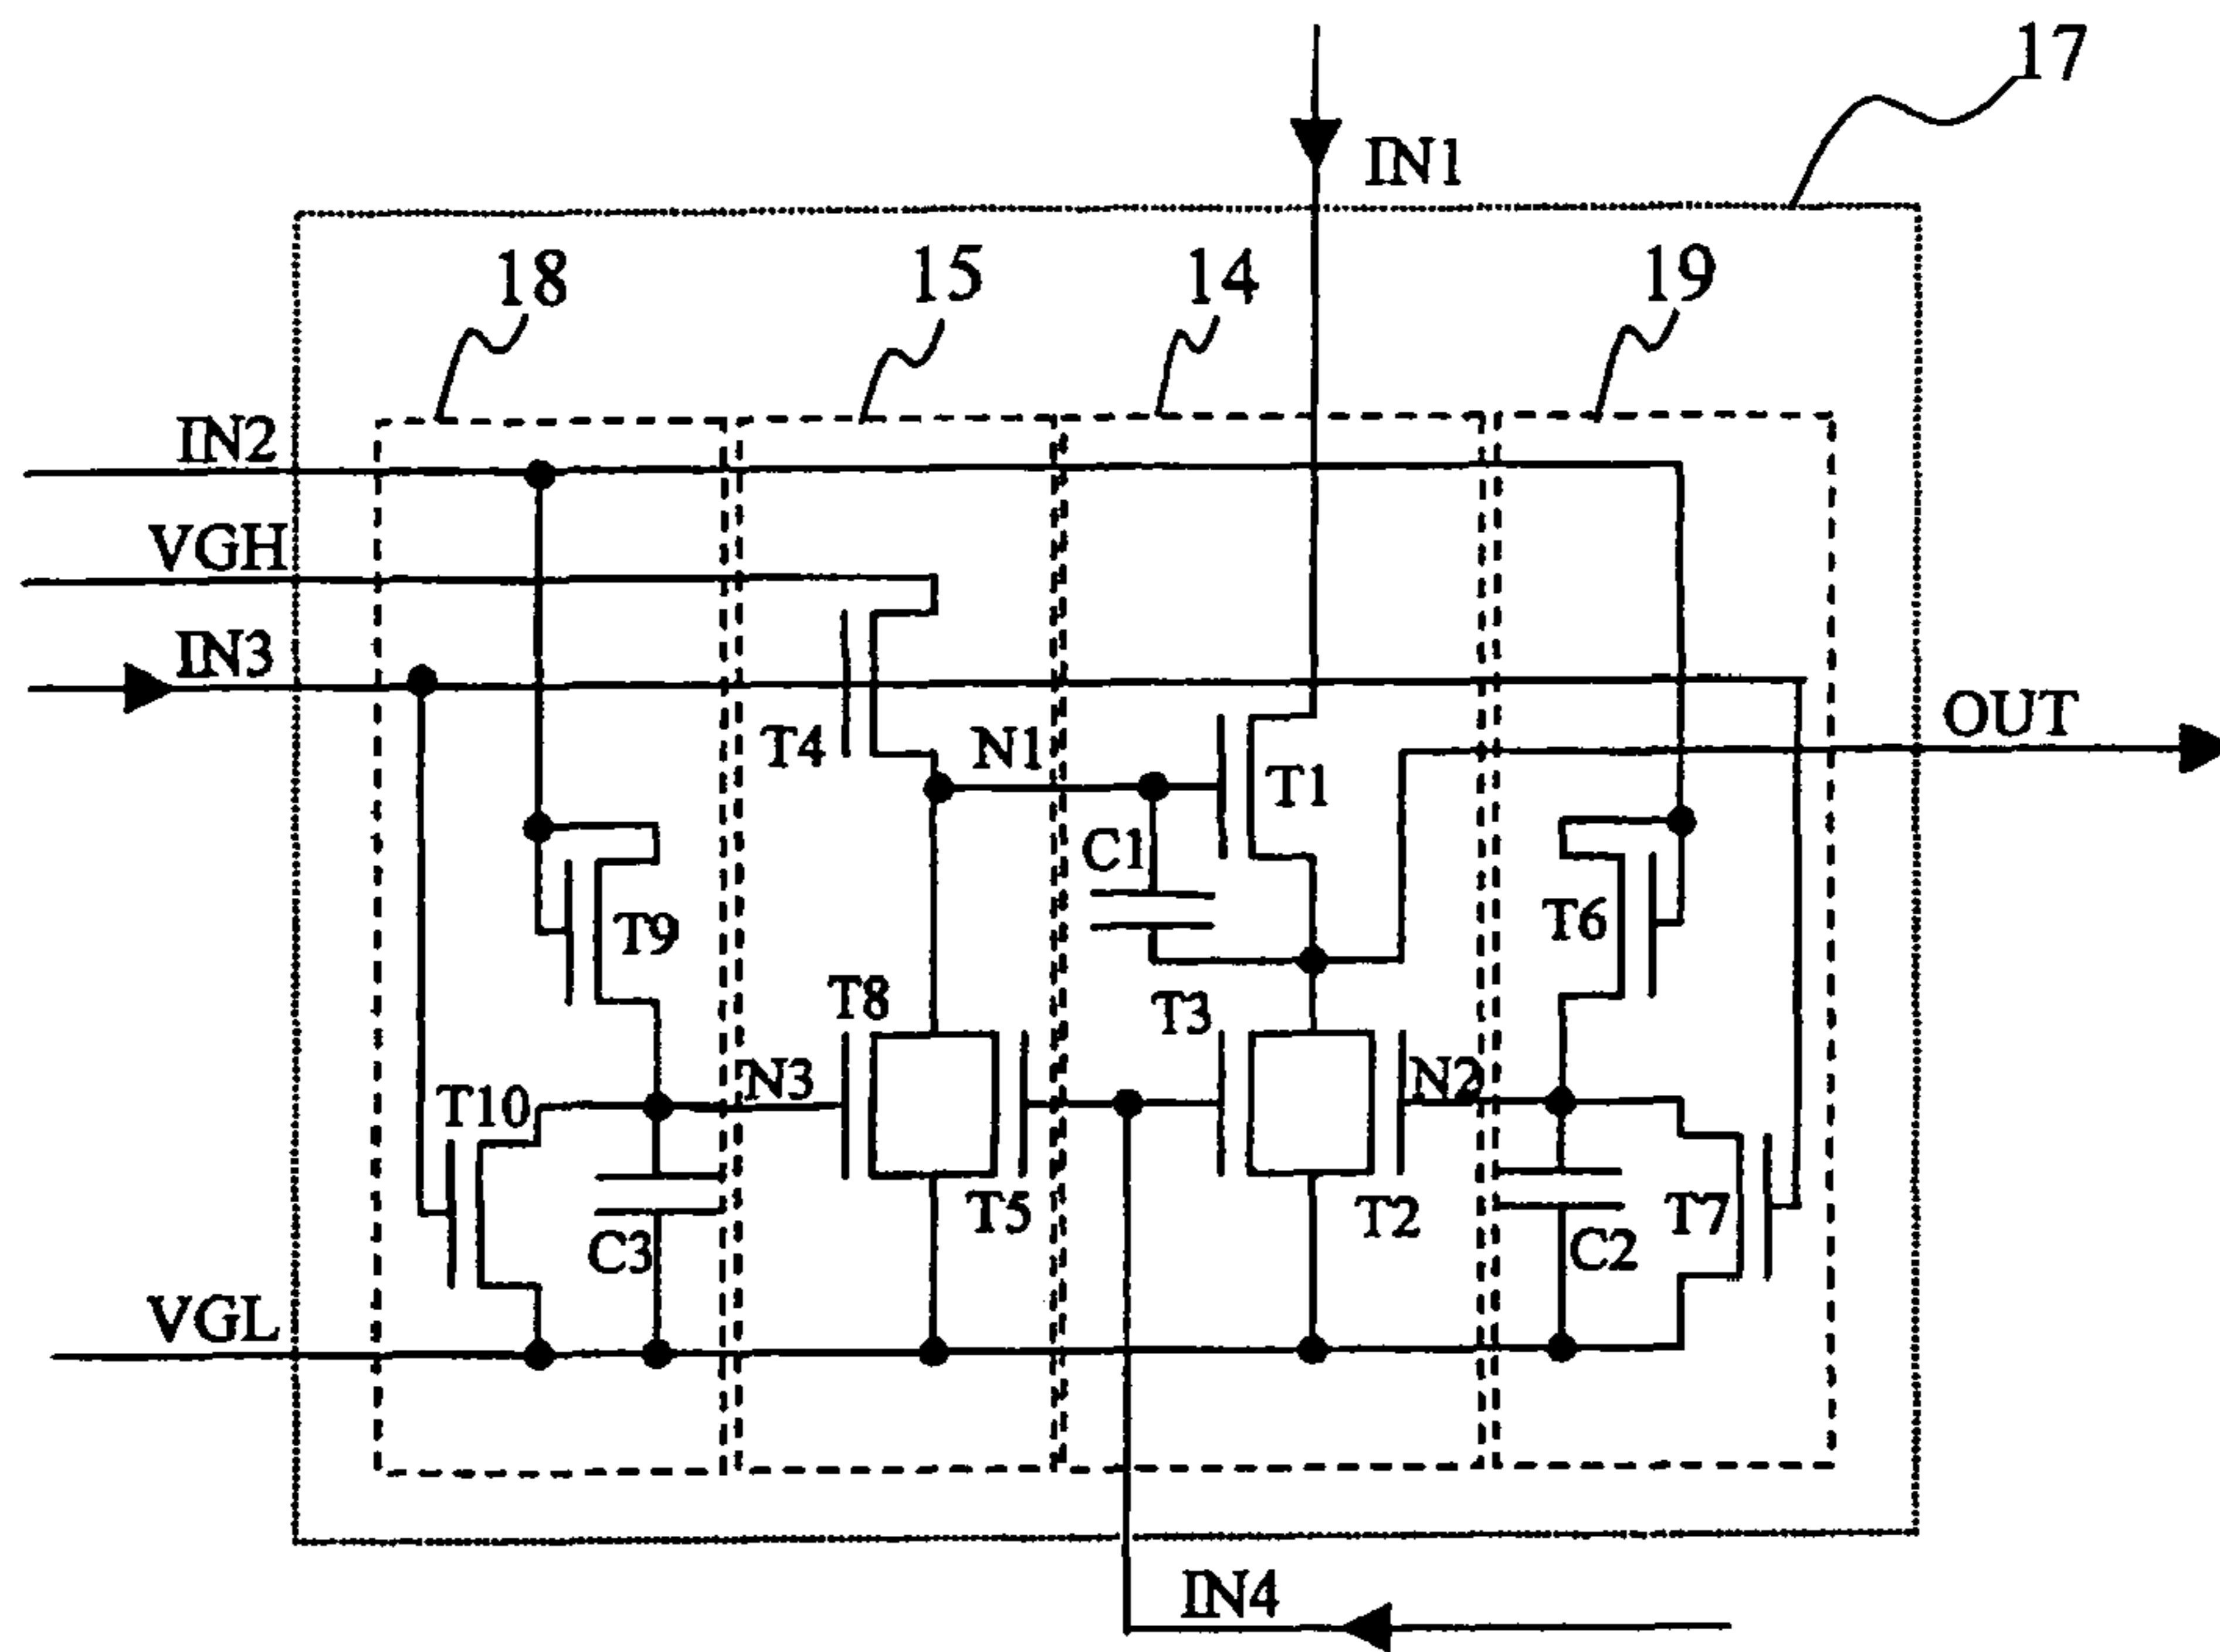 17
IN1
18
15
14
19
IN2
VGH
IN3
OUT
T4
N1
T1
C1
T9
T6
T8
T3
N3
N2
T10
T5
T2
T7
C3
C2
VGL
IN4